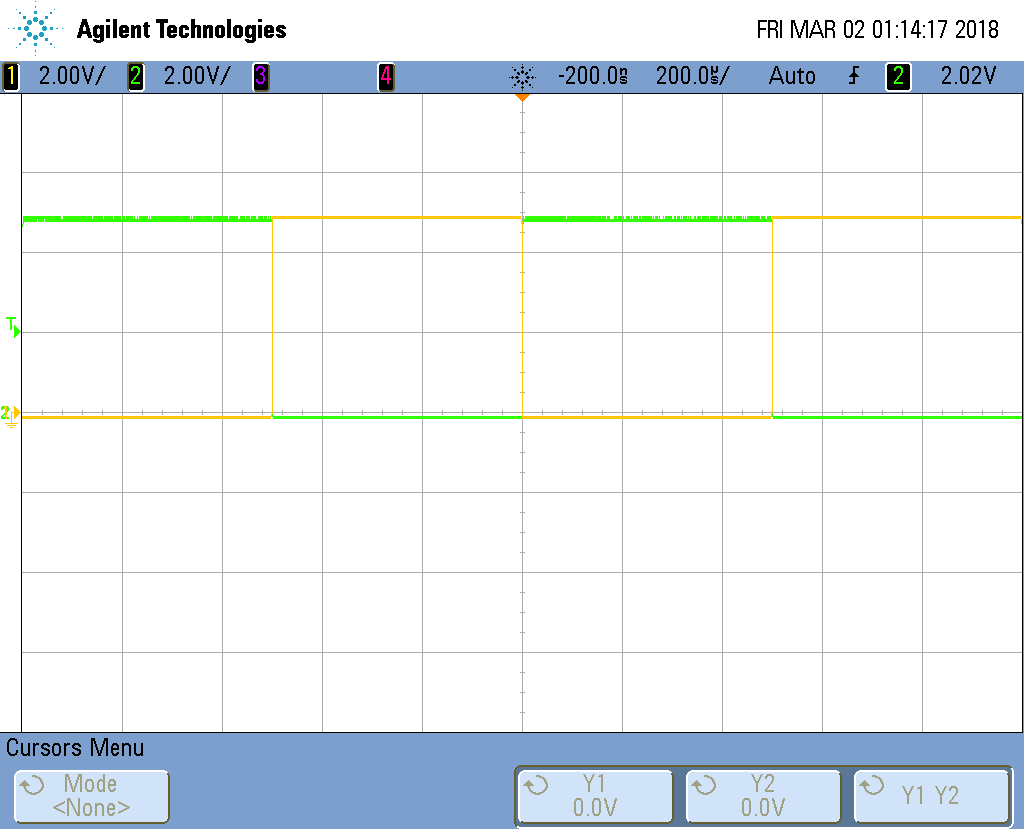 Agilent Technologies FRI MAR 02 01:14:17 2018
1 2.00V/ 2 2.00V/ 3 4 -200.0ns 200.0µs/ Auto 2 2.02V
T
2
Cursors Menu
Mode Y1 Y2 Y1 Y2
<None> 0.0V 0.0V